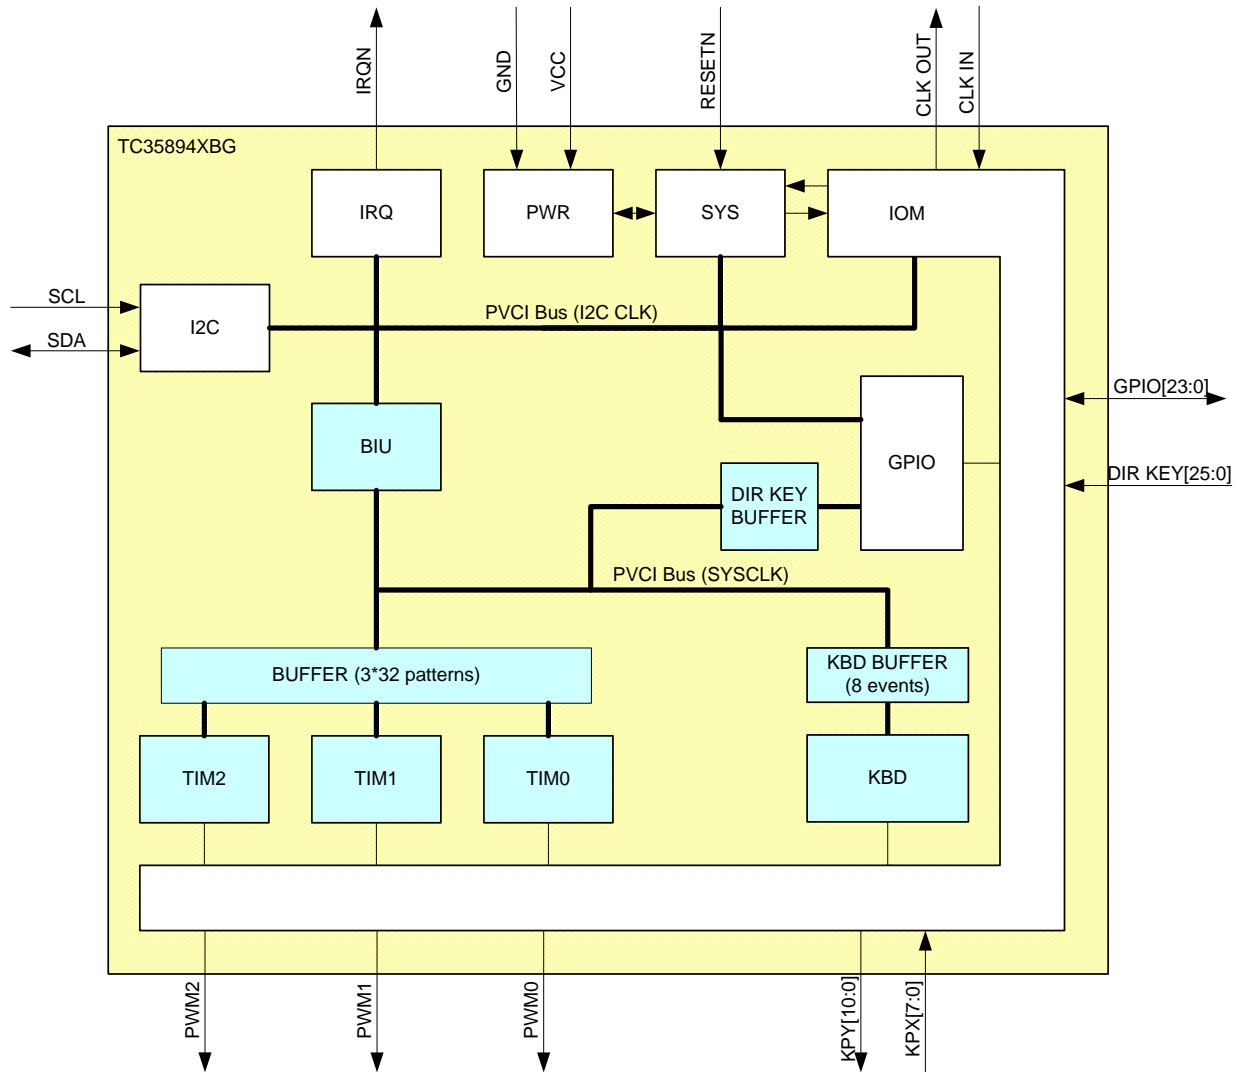 IRQN
GND
VCC
RESETN
CLK OUT
CLK IN
TC35894XBG
IRQ
PWR
SYS
IOM
SCL
SDA
I2C
PVCI Bus (I2C CLK)
GPIO[23:0]
DIR KEY[25:0]
BIU
GPIO
DIR KEY
BUFFER
PVCI Bus (SYSCLK)
BUFFER (3*32 patterns)
KBD BUFFER
(8 events)
TIM2
TIM1
TIM0
KBD
PWM2
PWM1
PWM0
KPY[10:0]
KPX[7:0]